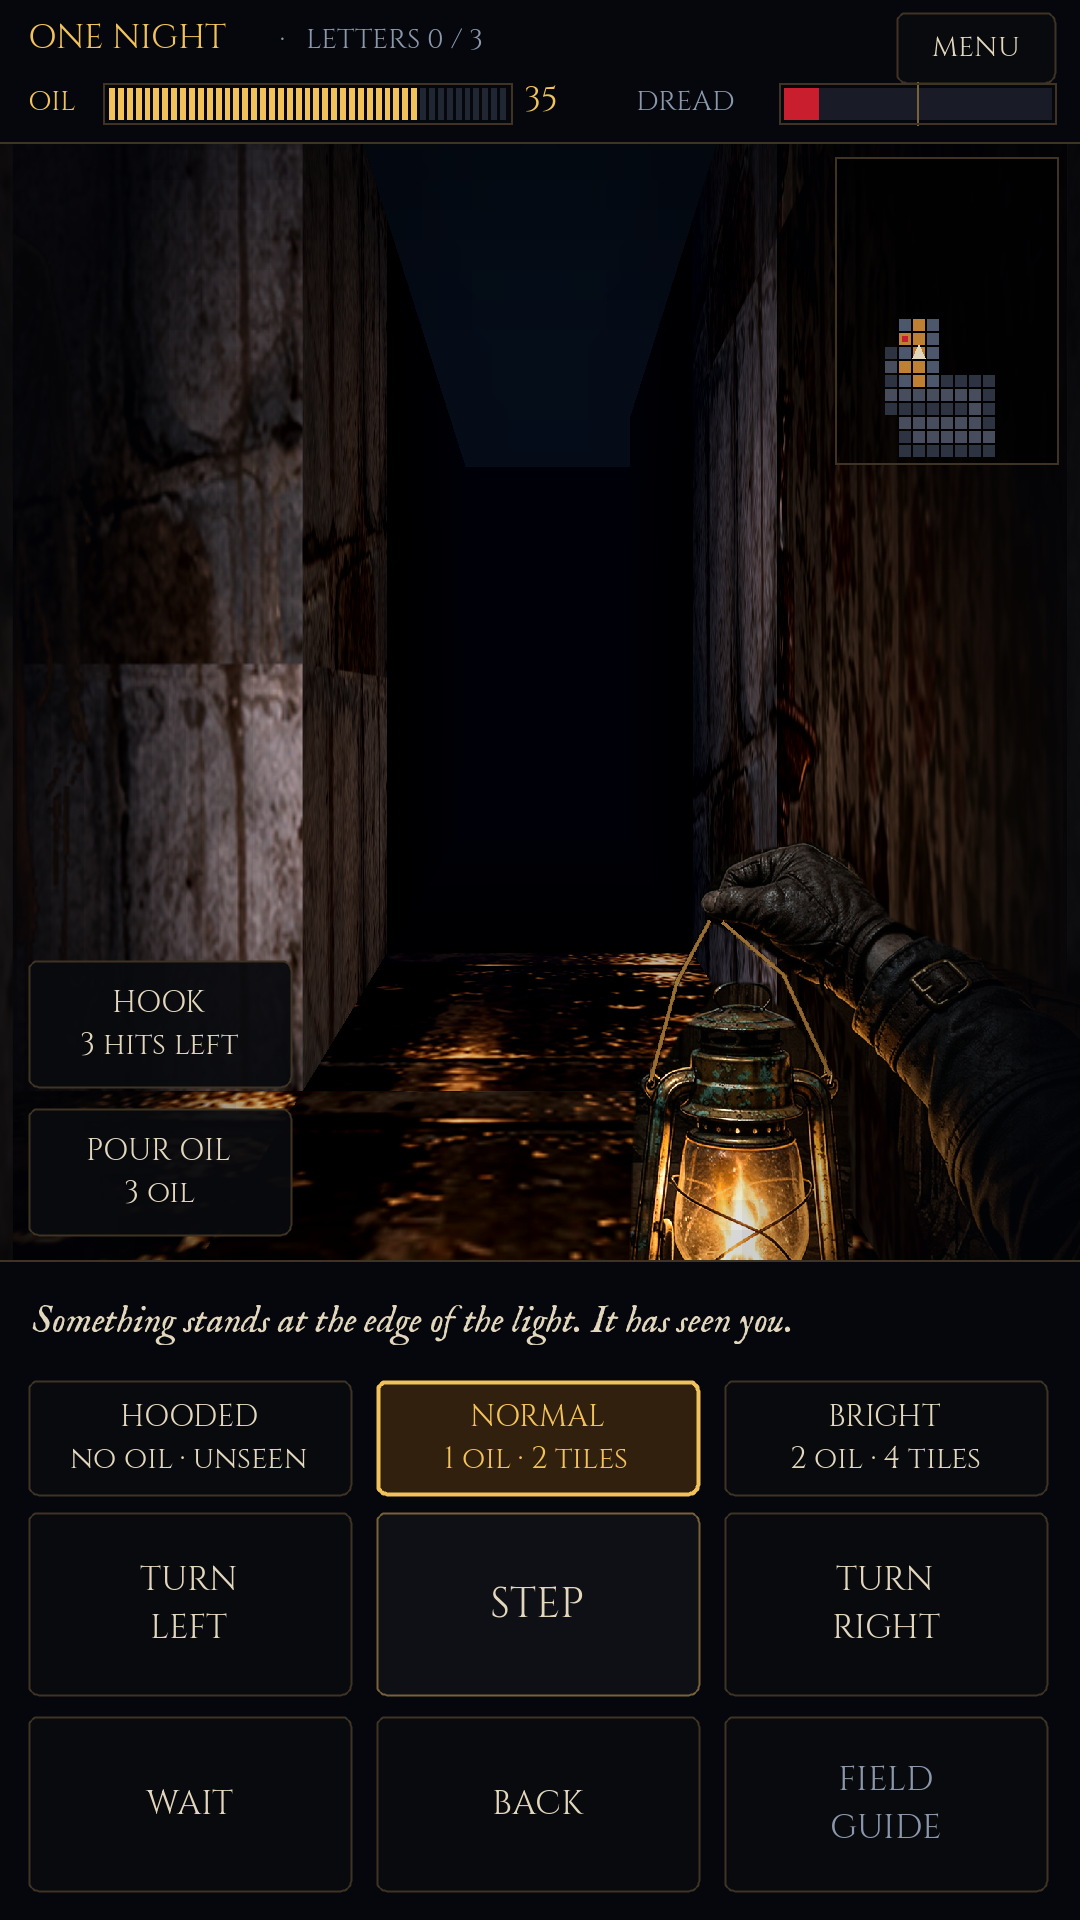 ONE NIGHT · LETTERS 0 / 3
MENU
OIL 35 DREAD
HOOK
3 HITS LEFT
POUR OIL
3 OIL
Something stands at the edge of the light. It has seen you.
HOODED
NO OIL · UNSEEN
NORMAL
1 OIL · 2 TILES
BRIGHT
2 OIL · 4 TILES
TURN
LEFT
STEP
TURN
RIGHT
WAIT
BACK
FIELD
GUIDE